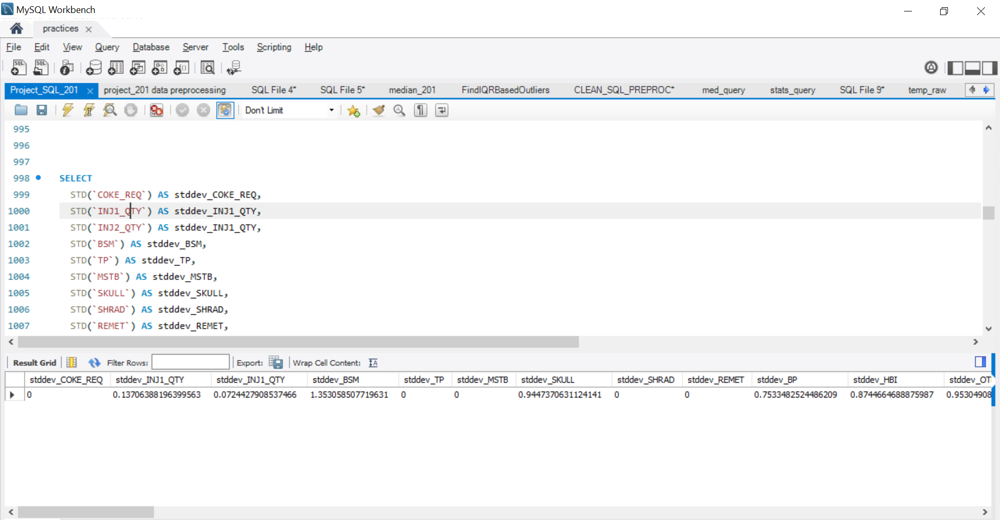 MySQL Workbench
practices
File Edit View Query Database Server Tools Scripting Help
Project_SQL_201 project_201 data preprocessing SQL File 4* SQL File 5* median_201 FindIQRBasedOutliers CLEAN_SQL_PREPROC* med_query stats_query SQL File 9* temp_raw
Don't Limit
995
996
997
998 SELECT
999 STD(`COKE_REQ`) AS stddev_COKE_REQ,
1000 STD(`INJ1_QTY`) AS stddev_INJ1_QTY,
1001 STD(`INJ2_QTY`) AS stddev_INJ1_QTY,
1002 STD(`BSM`) AS stddev_BSM,
1003 STD(`TP`) AS stddev_TP,
1004 STD(`MSTB`) AS stddev_MSTB,
1005 STD(`SKULL`) AS stddev_SKULL,
1006 STD(`SHRAD`) AS stddev_SHRAD,
1007 STD(`REMET`) AS stddev_REMET,
Result Grid Filter Rows: Export: Wrap Cell Content:
stddev_COKE_REQ stddev_INJ1_QTY stddev_INJ1_QTY stddev_BSM stddev_TP stddev_MSTB stddev_SKULL stddev_SHRAD stddev_REMET stddev_BP stddev_HBI stddev_OT
0 0.13706388196399563 0.0724427908537466 1.353058507719631 0 0 0.9447370631124141 0 0 0.7533482524486209 0.8744664688875987 0.95304908